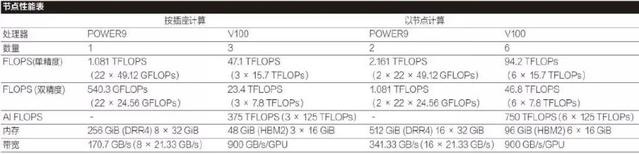 节点性能表
按插座计算 以节点计算
处理器 POWER9 V100 POWER9 V100
数量 1 3 2 6
FLOPS(单精度) 1.081 TFLOPS 47.1 TFLOPS 2.161 TFLOPS 94.2 TFLOPs
(22 × 49.12 GFLOPs) (3 × 15.7 TFLOPs) (2 × 22 × 49.12 GFLOPs) (6 × 15.7 TFLOPs)
FLOPS (双精度) 540.3 GFLOPs 23.4 TFLOPS 1.081 TFLOPS 46.8 TFLOPs
(22 × 24.56 GFLOPs) (3 × 7.8 TFLOPs) (2 × 22 × 24.56 GFLOPs) (6 × 7.8 TFLOPs)
AI FLOPS - 375 TFLOPS (3 × 125 TFLOPs) - 750 TFLOPS (6 × 125 TFLOPs)
内存 256 GiB (DRR4) 8 × 32 GiB 48 GiB (HBM2) 3 × 16 GiB 512 GiB (DRR4) 16 × 32 GiB 96 GiB (HBM2) 6 × 16 GiB
带宽 170.7 GB/s (8 × 21.33 GB/s) 900 GB/s/GPU 341.33 GB/s (16 × 21.33 GB/s) 900 GB/s/GPU